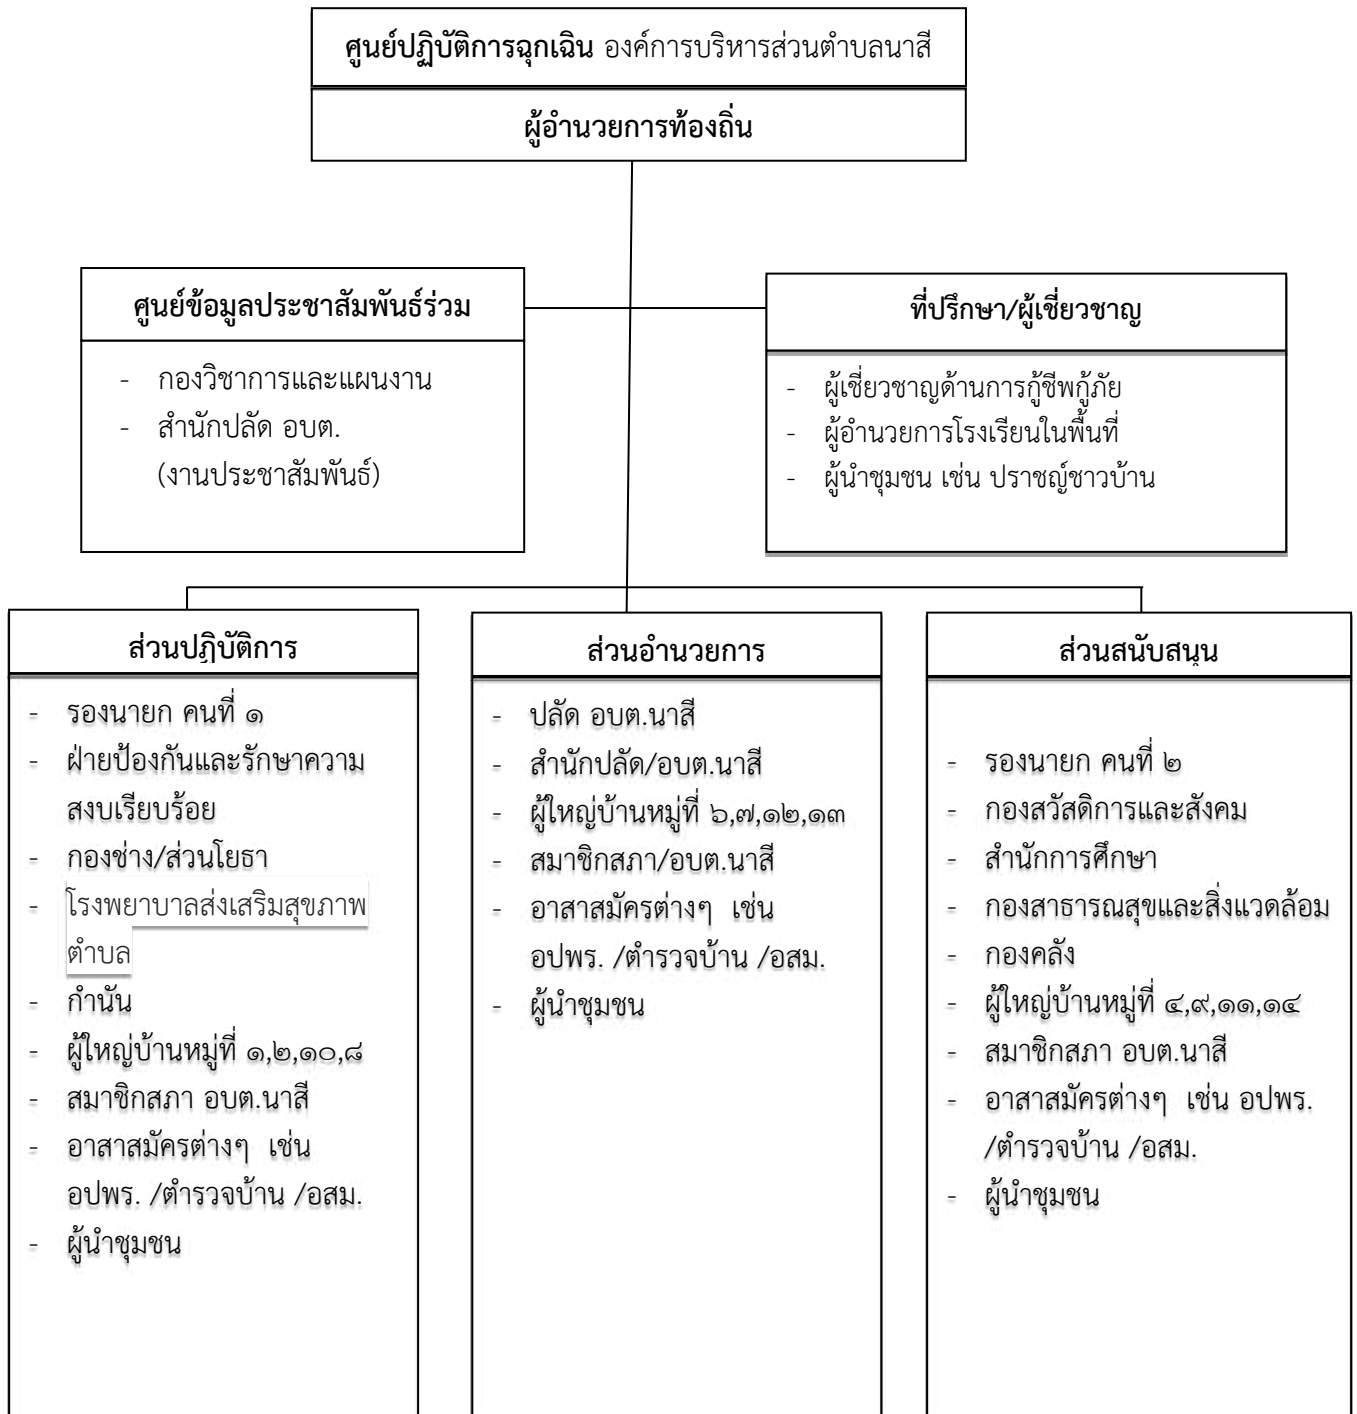 ศูนย์ปฏิบัติการฉุกเฉิน องค์การบริหารส่วนตำบลนาสี
ผู้อำนวยการท้องถิ่น
ศูนย์ข้อมูลประชาสัมพันธ์ร่วม
- กองวิชาการและแผนงาน
- สำนักปลัด อบต.
(งานประชาสัมพันธ์)
ที่ปรึกษา/ผู้เชี่ยวชาญ
- ผู้เชี่ยวชาญด้านการกู้ชีพกู้ภัย
- ผู้อำนวยการโรงเรียนในพื้นที่
- ผู้นำชุมชน เช่น ปราชญ์ชาวบ้าน
ส่วนปฏิบัติการ
- รองนายก คนที่ ๑
- ฝ่ายป้องกันและรักษาความ
สงบเรียบร้อย
- กองช่าง/ส่วนโยธา
- โรงพยาบาลส่งเสริมสุขภาพ
ตำบล
- กำนัน
- ผู้ใหญ่บ้านหมู่ที่ ๑,๒,๑๐,๘
- สมาชิกสภา อบต.นาสี
- อาสาสมัครต่างๆ เช่น
อปพร. /ตำรวจบ้าน /อสม.
- ผู้นำชุมชน
ส่วนอำนวยการ
- ปลัด อบต.นาสี
- สำนักปลัด/อบต.นาสี
- ผู้ใหญ่บ้านหมู่ที่ ๖,๗,๑๒,๑๓
- สมาชิกสภา/อบต.นาสี
- อาสาสมัครต่างๆ เช่น
อปพร. /ตำรวจบ้าน /อสม.
- ผู้นำชุมชน
ส่วนสนับสนุน
- รองนายก คนที่ ๒
- กองสวัสดิการและสังคม
- สำนักการศึกษา
- กองสาธารณสุขและสิ่งแวดล้อม
- กองคลัง
- ผู้ใหญ่บ้านหมู่ที่ ๔,๙,๑๑,๑๔
- สมาชิกสภา อบต.นาสี
- อาสาสมัครต่างๆ เช่น อปพร.
/ตำรวจบ้าน /อสม.
- ผู้นำชุมชน